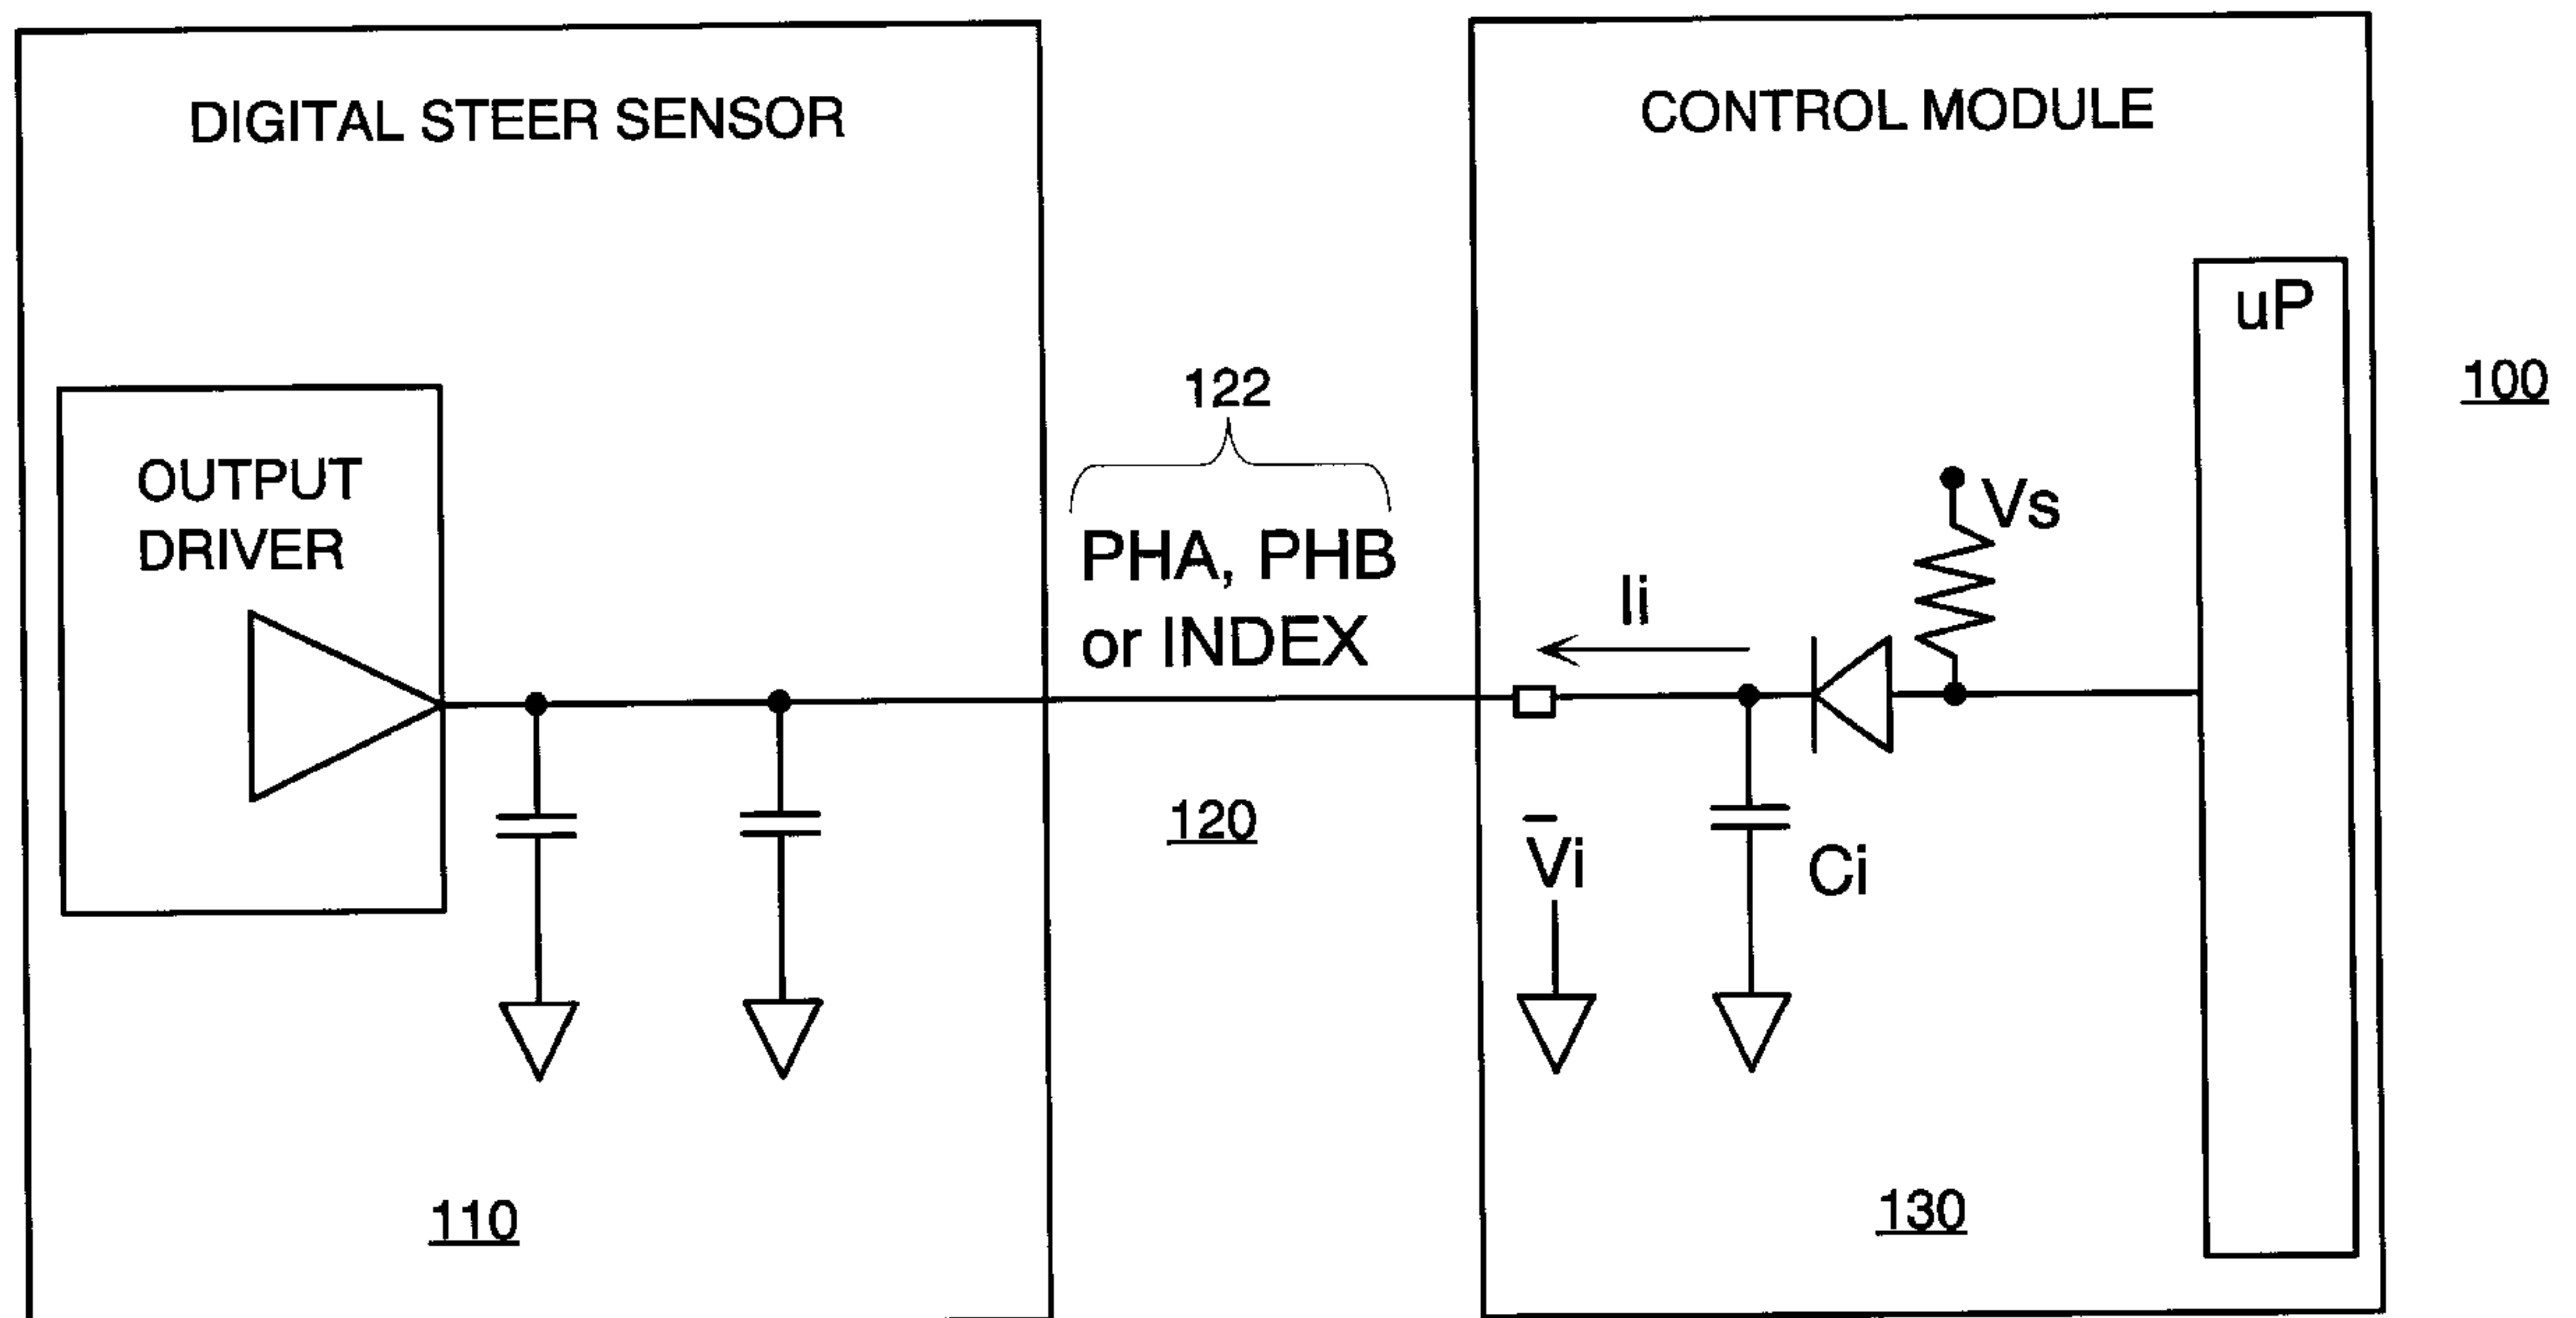 DIGITAL STEER SENSOR
CONTROL MODULE
uP
100
122
OUTPUT
DRIVER
Vs
PHA, PHB
or INDEX
Ii
120
Vi
Ci
110
130